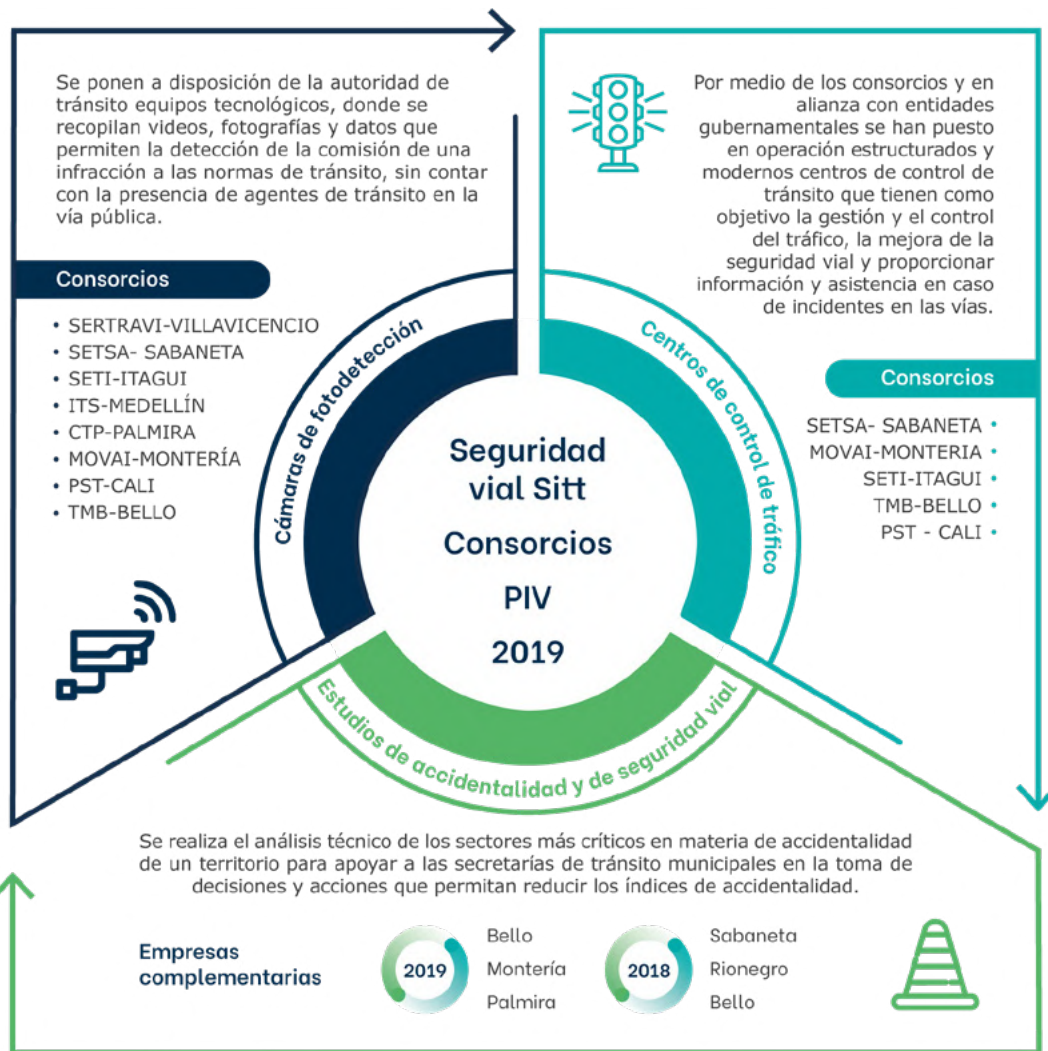 Se ponen a disposición de la autoridad de
tránsito equipos tecnológicos, donde se
recopilan videos, fotografías y datos que
permiten la detección de la comisión de una
infracción a las normas de tránsito, sin contar
con la presencia de agentes de tránsito en la
vía pública.
Consorcios
• SERTRAVI-VILLAVICENCIO
• SETSA- SABANETA
• SETI-ITAGUI
• ITS-MEDELLÍN
• CTP-PALMIRA
• MOVAI-MONTERÍA
• PST-CALI
• TMB-BELLO
Cámaras de fotodetección
Por medio de los consorcios y en
alianza con entidades
gubernamentales se han puesto
en operación estructurados y
modernos centros de control de
tránsito que tienen como
objetivo la gestión y el control
del tráfico, la mejora de la
seguridad vial y proporcionar
información y asistencia en caso
de incidentes en las vías.
Consorcios
SETSA- SABANETA •
MOVAI-MONTERIA •
SETI-ITAGUI •
TMB-BELLO •
PST - CALI •
Centros de control de tráfico
Seguridad
vial Sitt
Consorcios
PIV
2019
Estudios de accidentalidad y de seguridad vial
Se realiza el análisis técnico de los sectores más críticos en materia de accidentalidad
de un territorio para apoyar a las secretarías de tránsito municipales en la toma de
decisiones y acciones que permitan reducir los índices de accidentalidad.
Empresas
complementarias
2019
Bello
Montería
Palmira
2018
Sabaneta
Rionegro
Bello